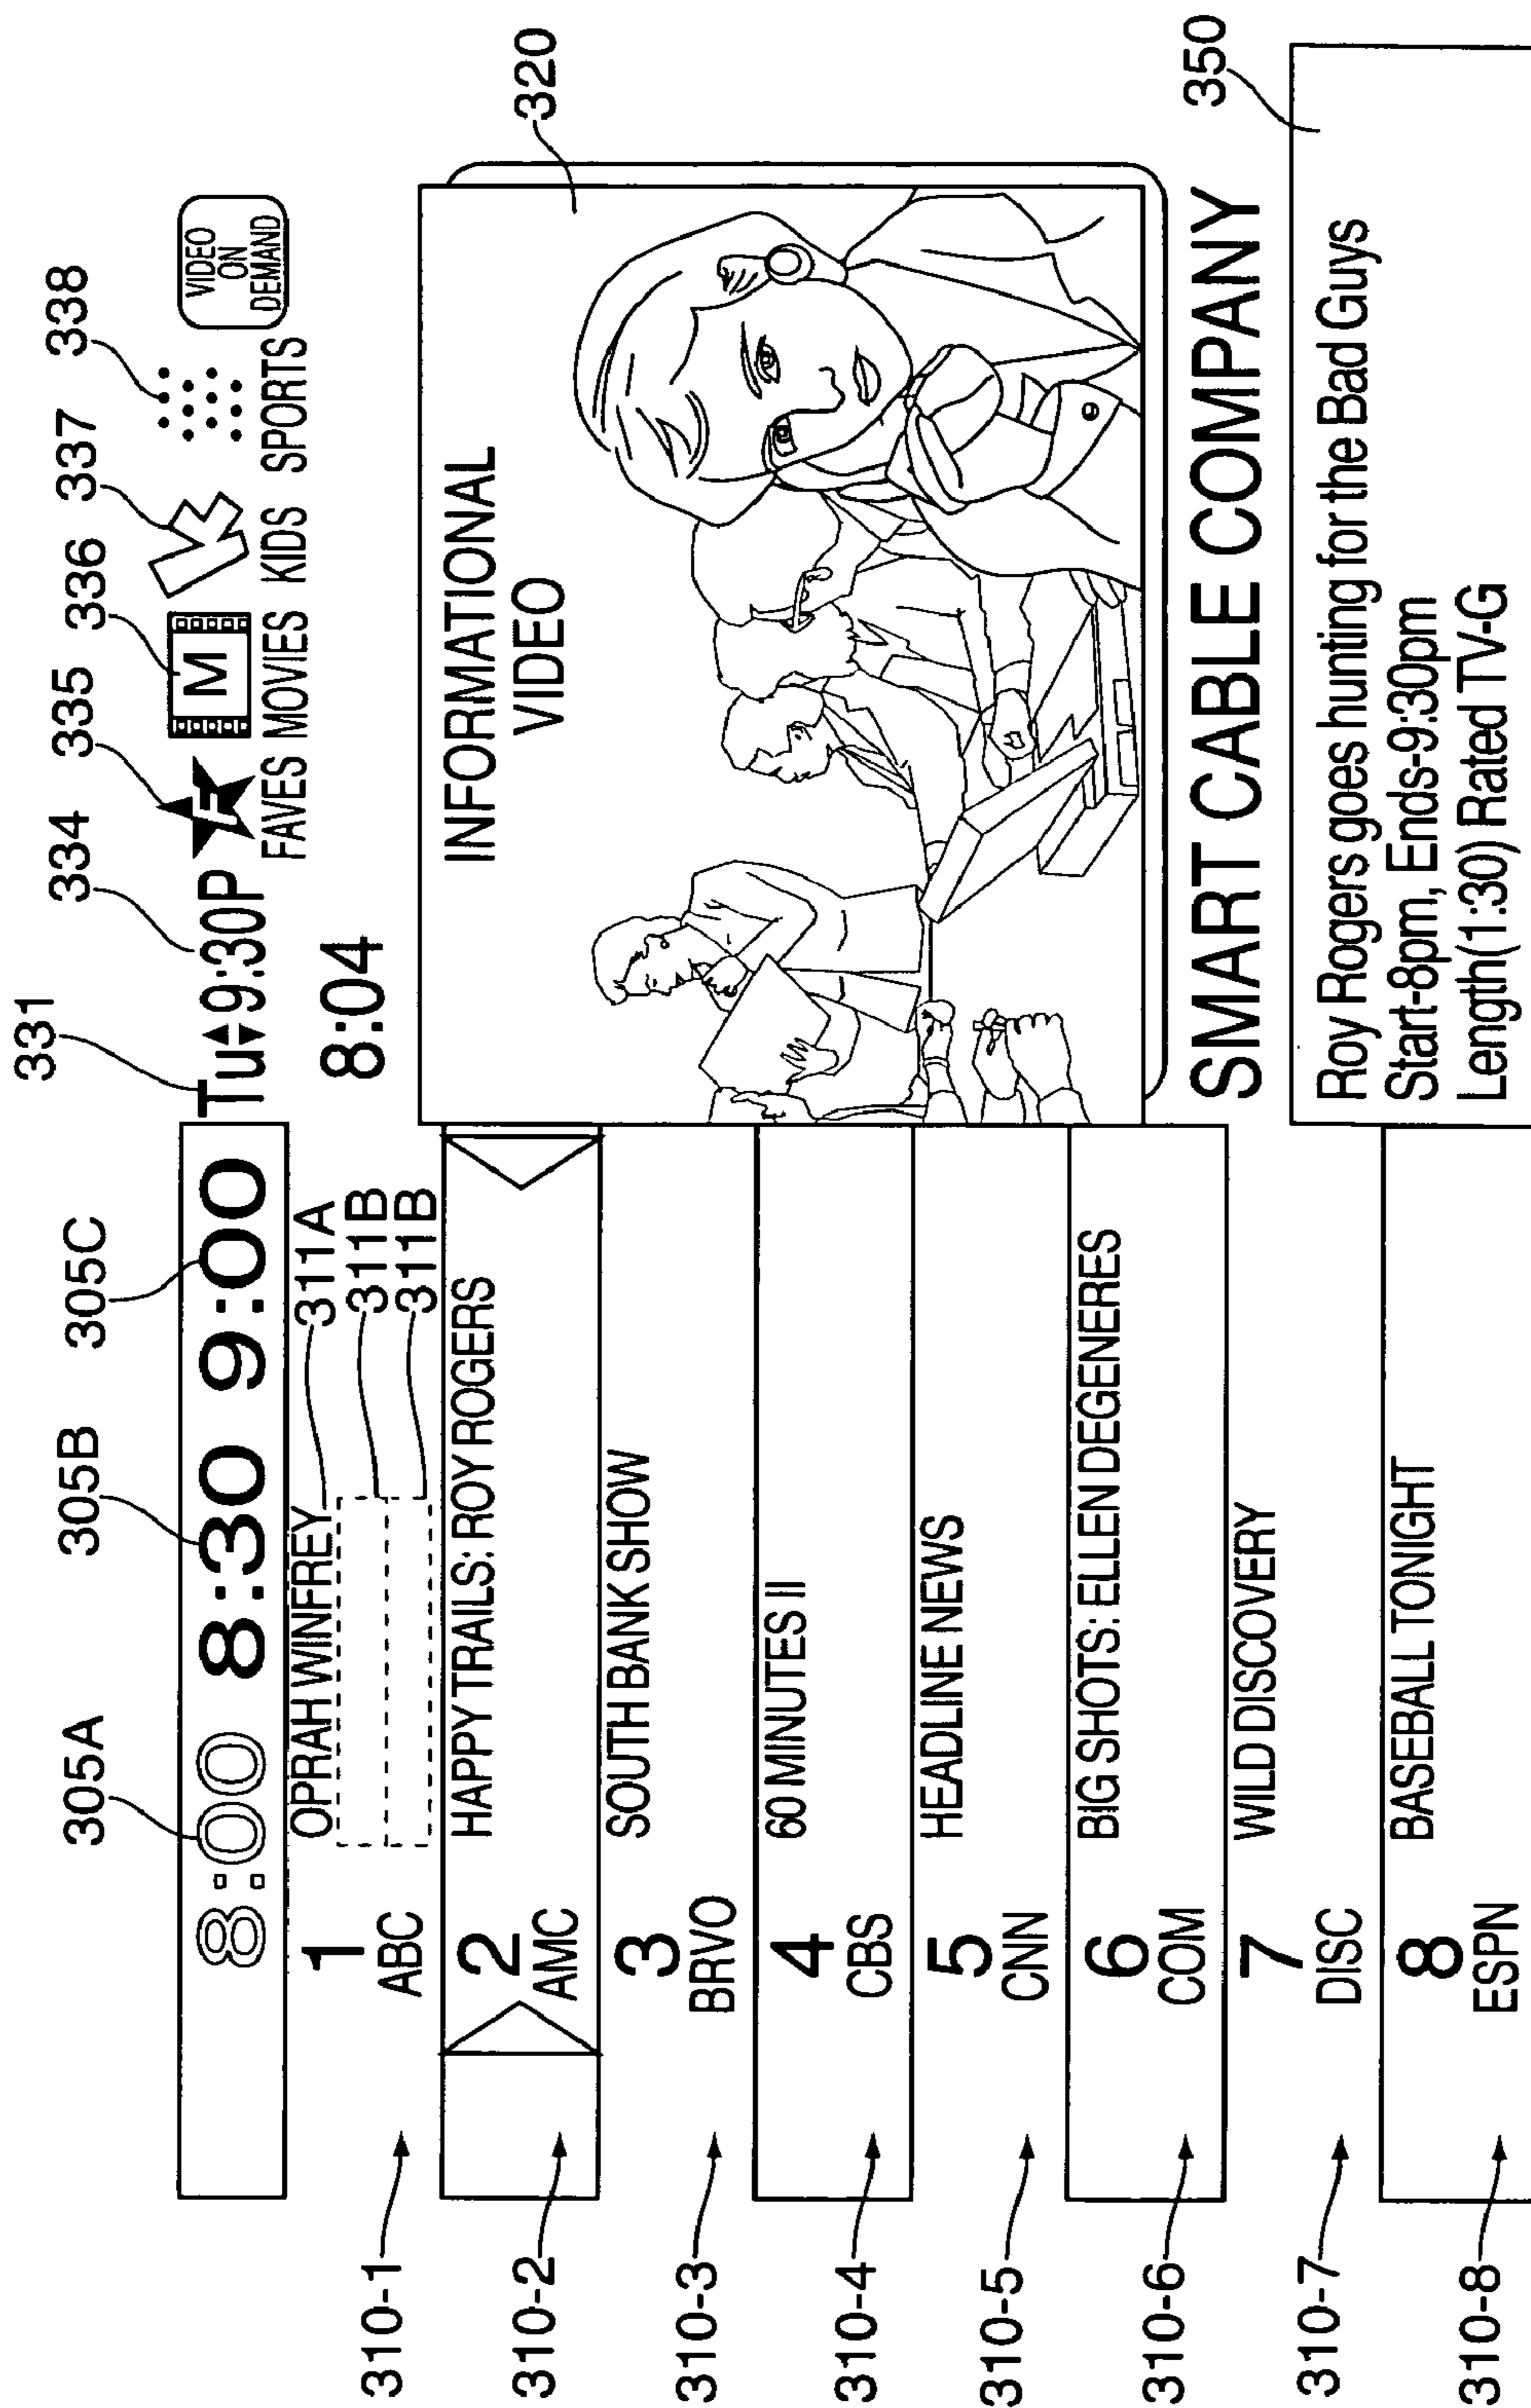 331
334
335
336
337
338
305A
305B
305C
8:00
8:30
9:00
Tu
9:30P
F
M
VIDEO
ON
DEMAND
FAVES
MOVIES
KIDS
SPORTS
8:04
310-1
1
ABC
OPRAH WINFREY
311A
311B
311B
310-2
2
AMC
HAPPY TRAILS: ROY ROGERS
310-3
3
BRVO
SOUTH BANK SHOW
310-4
4
CBS
60 MINUTES II
310-5
5
CNN
HEADLINE NEWS
310-6
6
COM
BIG SHOTS: ELLEN DEGENERES
310-7
7
DISC
WILD DISCOVERY
310-8
8
ESPN
BASEBALL TONIGHT
INFORMATIONAL
VIDEO
320
SMART CABLE COMPANY
350
Roy Rogers goes hunting for the Bad Guys
Start-8pm, Ends-9:30pm
Length(1:30) Rated TV-G